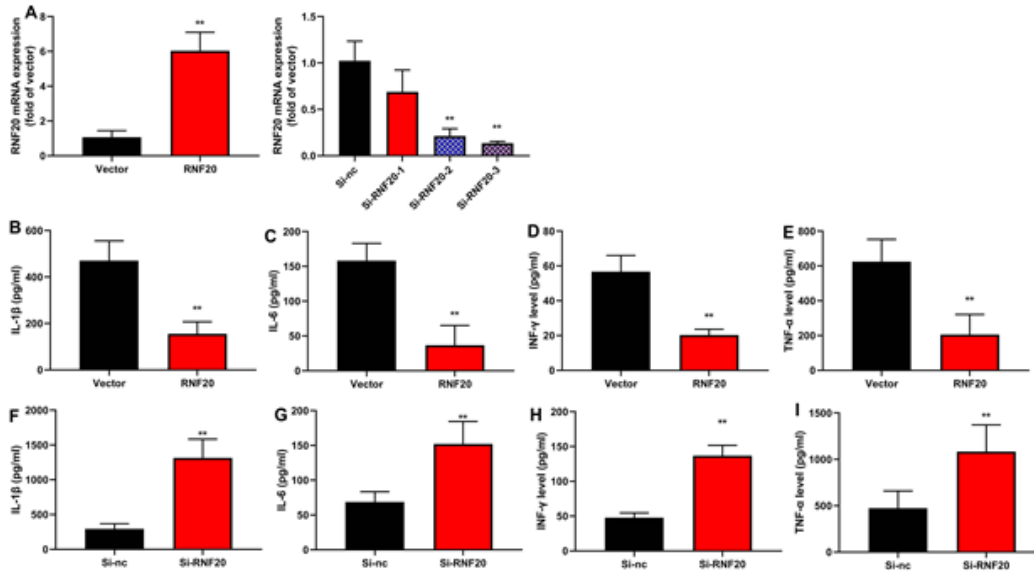 A
RNF20 mRNA expression
(fold of vector)
8
6
4
2
0
**
Vector
RNF20
RNF20 mRNA expression
(fold of vector)
1.5
1.0
0.5
0.0
**
**
Si-nc
Si-RNF20-1
Si-RNF20-2
Si-RNF20-3
B
IL-1β (pg/ml)
600
400
200
0
**
Vector
RNF20
C
IL-6 (pg/ml)
200
150
100
50
0
**
Vector
RNF20
D
INF-γ level (pg/ml)
80
60
40
20
0
**
Vector
RNF20
E
TNF-α level (pg/ml)
800
600
400
200
0
**
Vector
RNF20
F
IL-1β (pg/ml)
2000
1500
1000
500
0
**
Si-nc
Si-RNF20
G
IL-6 (pg/ml)
200
150
100
50
0
**
Si-nc
Si-RNF20
H
INF-γ level (pg/ml)
200
150
100
50
0
**
Si-nc
Si-RNF20
I
TNF-α level (pg/ml)
1500
1000
500
0
**
Si-nc
Si-RNF20